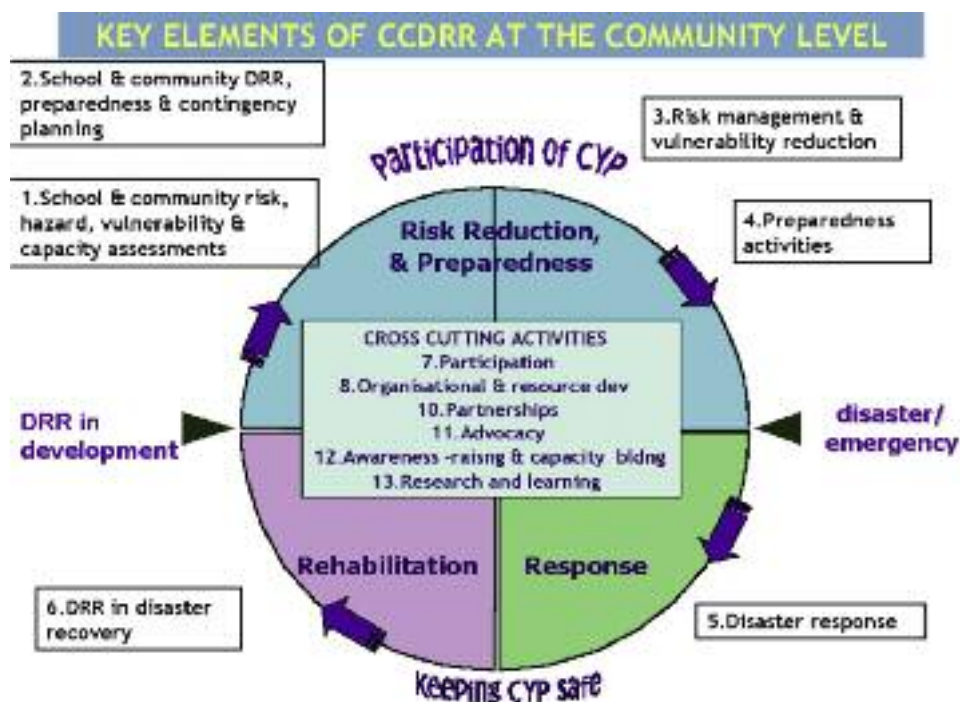 KEY ELEMENTS OF CCDRR AT THE COMMUNITY LEVEL
2.School & community DRR,
preparedness & contingency
planning
3.Risk management &
vulnerability reduction
Participation of CYP
1.School & community risk,
hazard, vulnerability &
capacity assessments
4.Preparedness
activities
Risk Reduction,
& Preparedness
CROSS CUTTING ACTIVITIES
7.Participation
8.Organisational & resource dev
10.Partnerships
11.Advocacy
12.Awareness -raisng & capacity bldng
13.Research and learning
DRR in
development
disaster/
emergency
Rehabilitation
Response
6.DRR in disaster
recovery
5.Disaster response
Keeping CYP safe